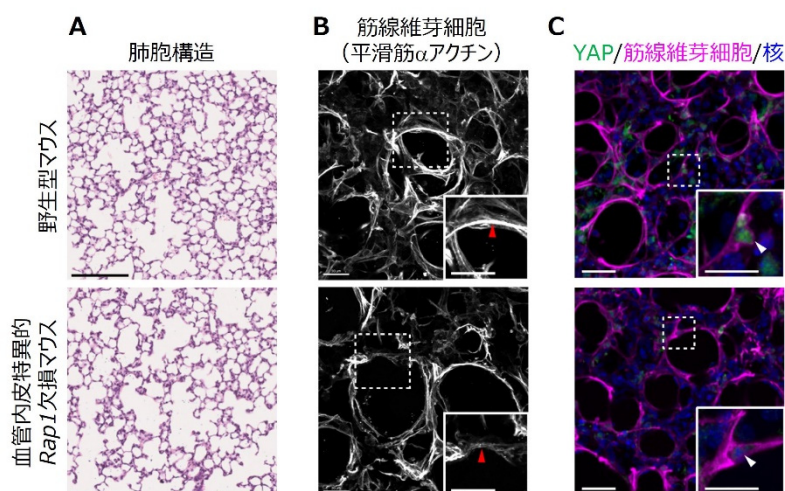 A
肺胞構造
B
筋線維芽細胞
（平滑筋αアクチン）
C
YAP/筋線維芽細胞/核
野生型マウス
血管内皮特異的
Rap1欠損マウス